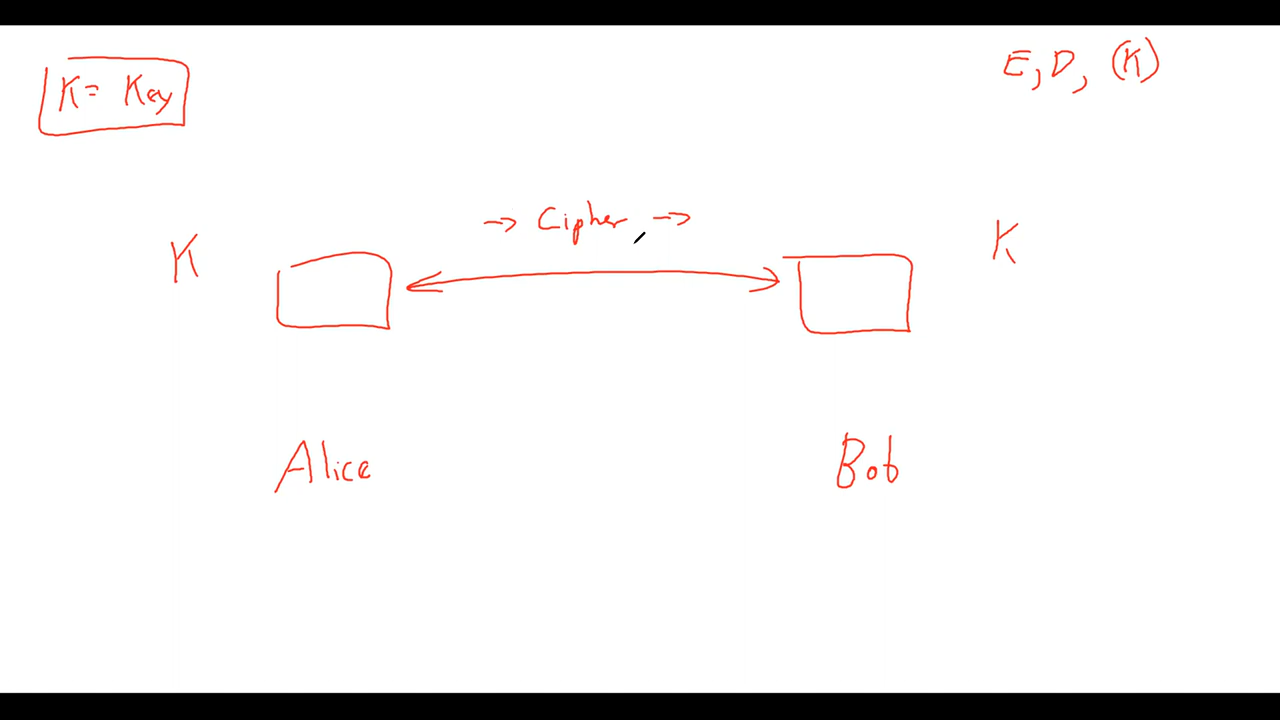 K = Key
E, D, (K)
→ Cipher →
K
K
Alice
Bob